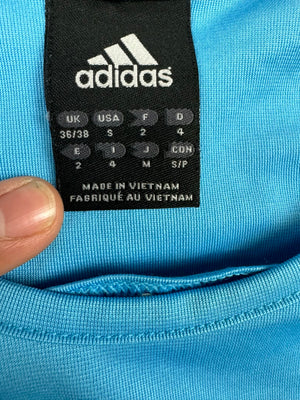 adidas
UK USA F D
36/38 S 2 4
E I J CDN
2 4 M S/P
MADE IN VIETNAM
FABRIQUÉ AU VIETNAM